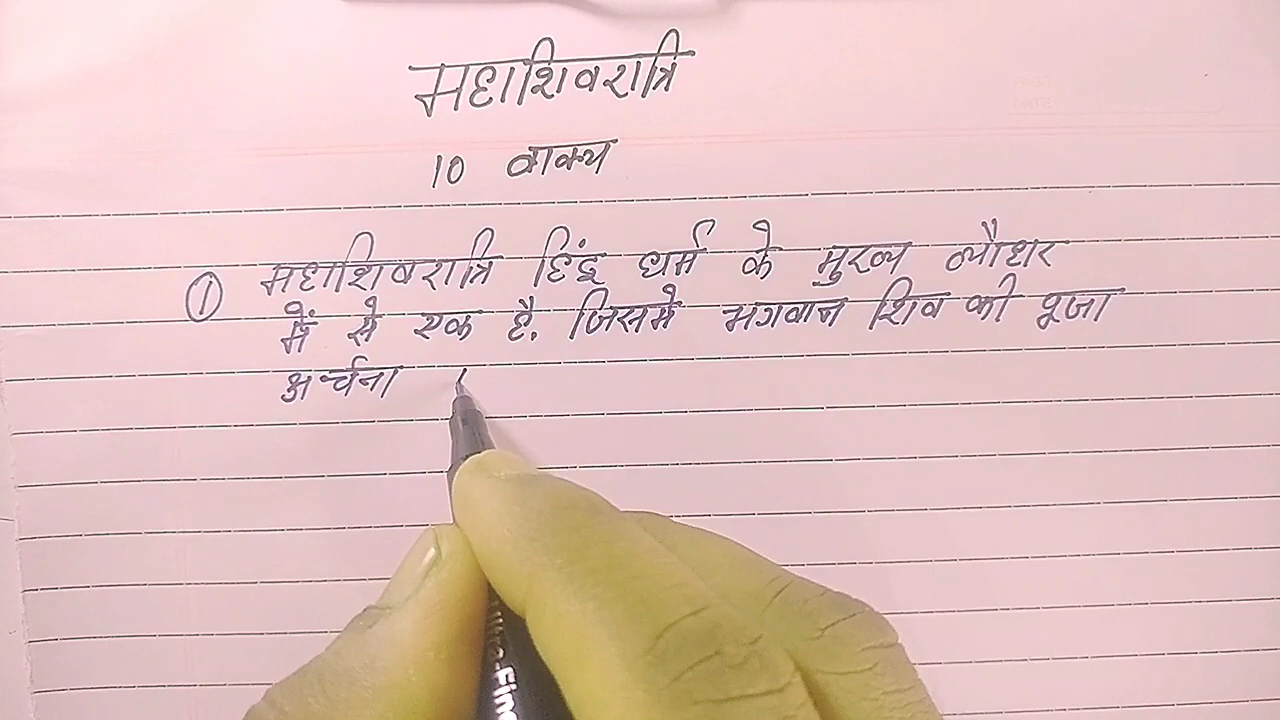 महाशिवरात्रि
10 वाक्य
① महाशिवरात्रि हिंदू धर्म के मुख्य त्यौहार
में से एक है. जिसमें भगवान शिव की पूजा
अर्चना